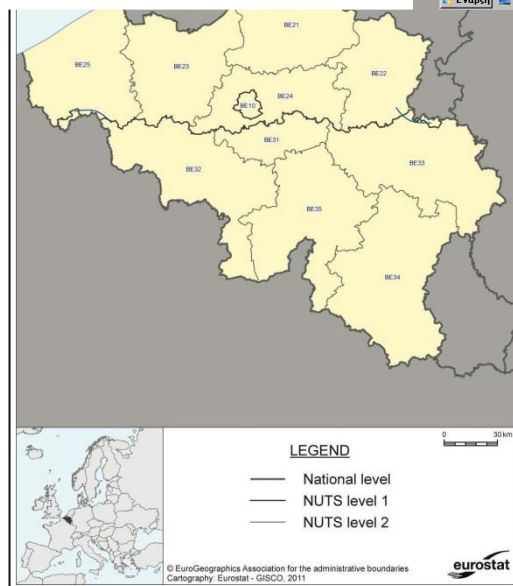 Έναρξη
BE21
BE25
BE23
BE22
BE24
BE10
BE31
BE33
BE32
BE35
BE34
0 30 km
LEGEND
National level
NUTS level 1
NUTS level 2
© EuroGeographics Association for the administrative boundaries
Cartography: Eurostat - GISCO, 2011
eurostat